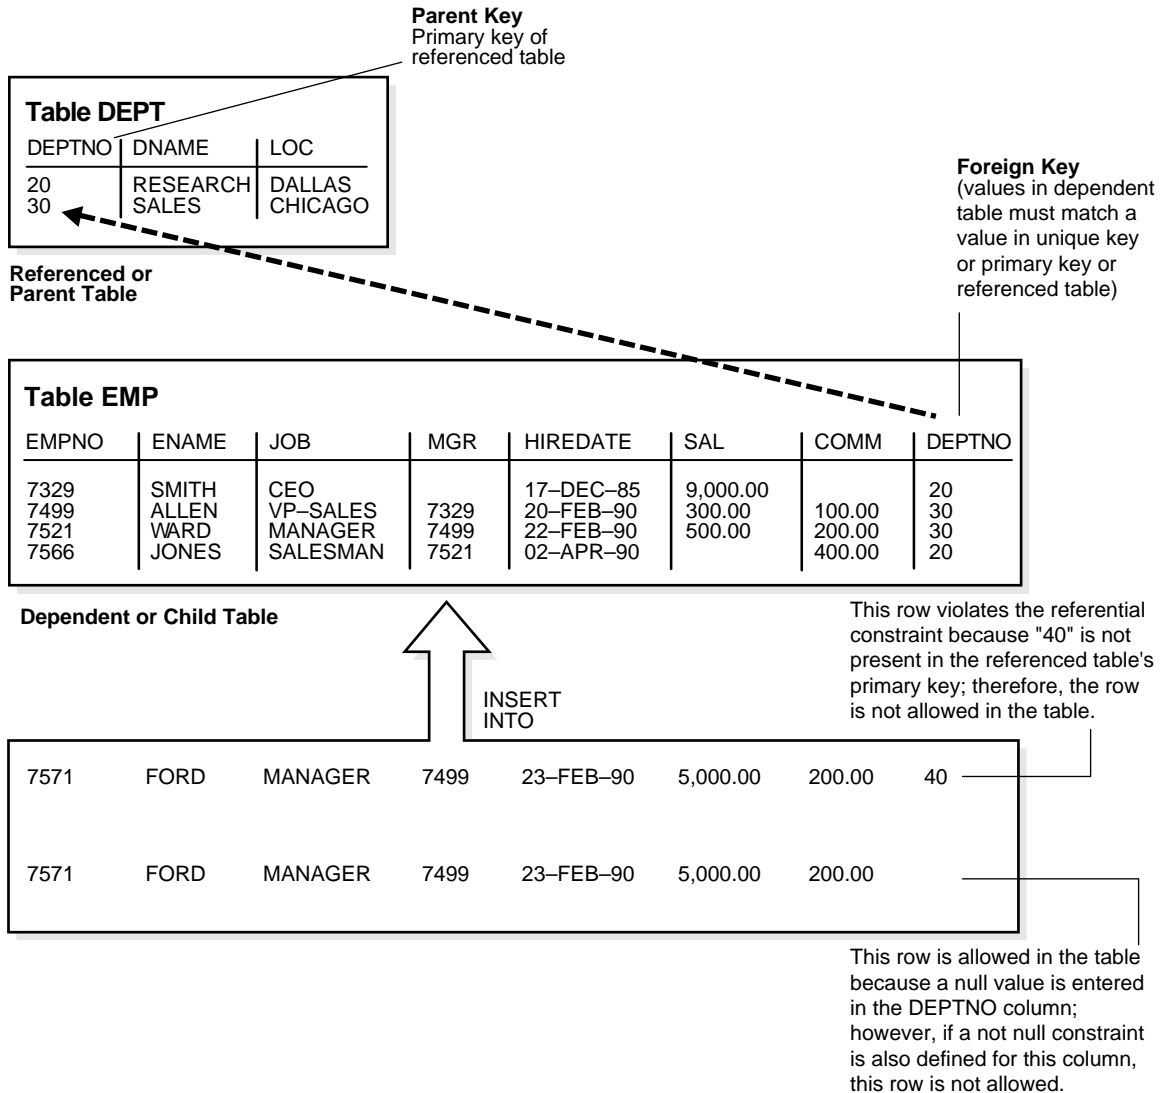 Parent Key
Primary key of
referenced table
Table DEPT
DEPTNO DNAME LOC
20 RESEARCH DALLAS
30 SALES CHICAGO
Referenced or
Parent Table
Foreign Key
(values in dependent
table must match a
value in unique key
or primary key or
referenced table)
Table EMP
EMPNO ENAME JOB MGR HIREDATE SAL COMM DEPTNO
7329 SMITH CEO 17–DEC–85 9,000.00 20
7499 ALLEN VP–SALES 7329 20–FEB–90 300.00 100.00 30
7521 WARD MANAGER 7499 22–FEB–90 500.00 200.00 30
7566 JONES SALESMAN 7521 02–APR–90 400.00 20
Dependent or Child Table
This row violates the referential
constraint because "40" is not
present in the referenced table's
primary key; therefore, the row
is not allowed in the table.
INSERT
INTO
7571 FORD MANAGER 7499 23–FEB–90 5,000.00 200.00 40
7571 FORD MANAGER 7499 23–FEB–90 5,000.00 200.00
This row is allowed in the table
because a null value is entered
in the DEPTNO column;
however, if a not null constraint
is also defined for this column,
this row is not allowed.